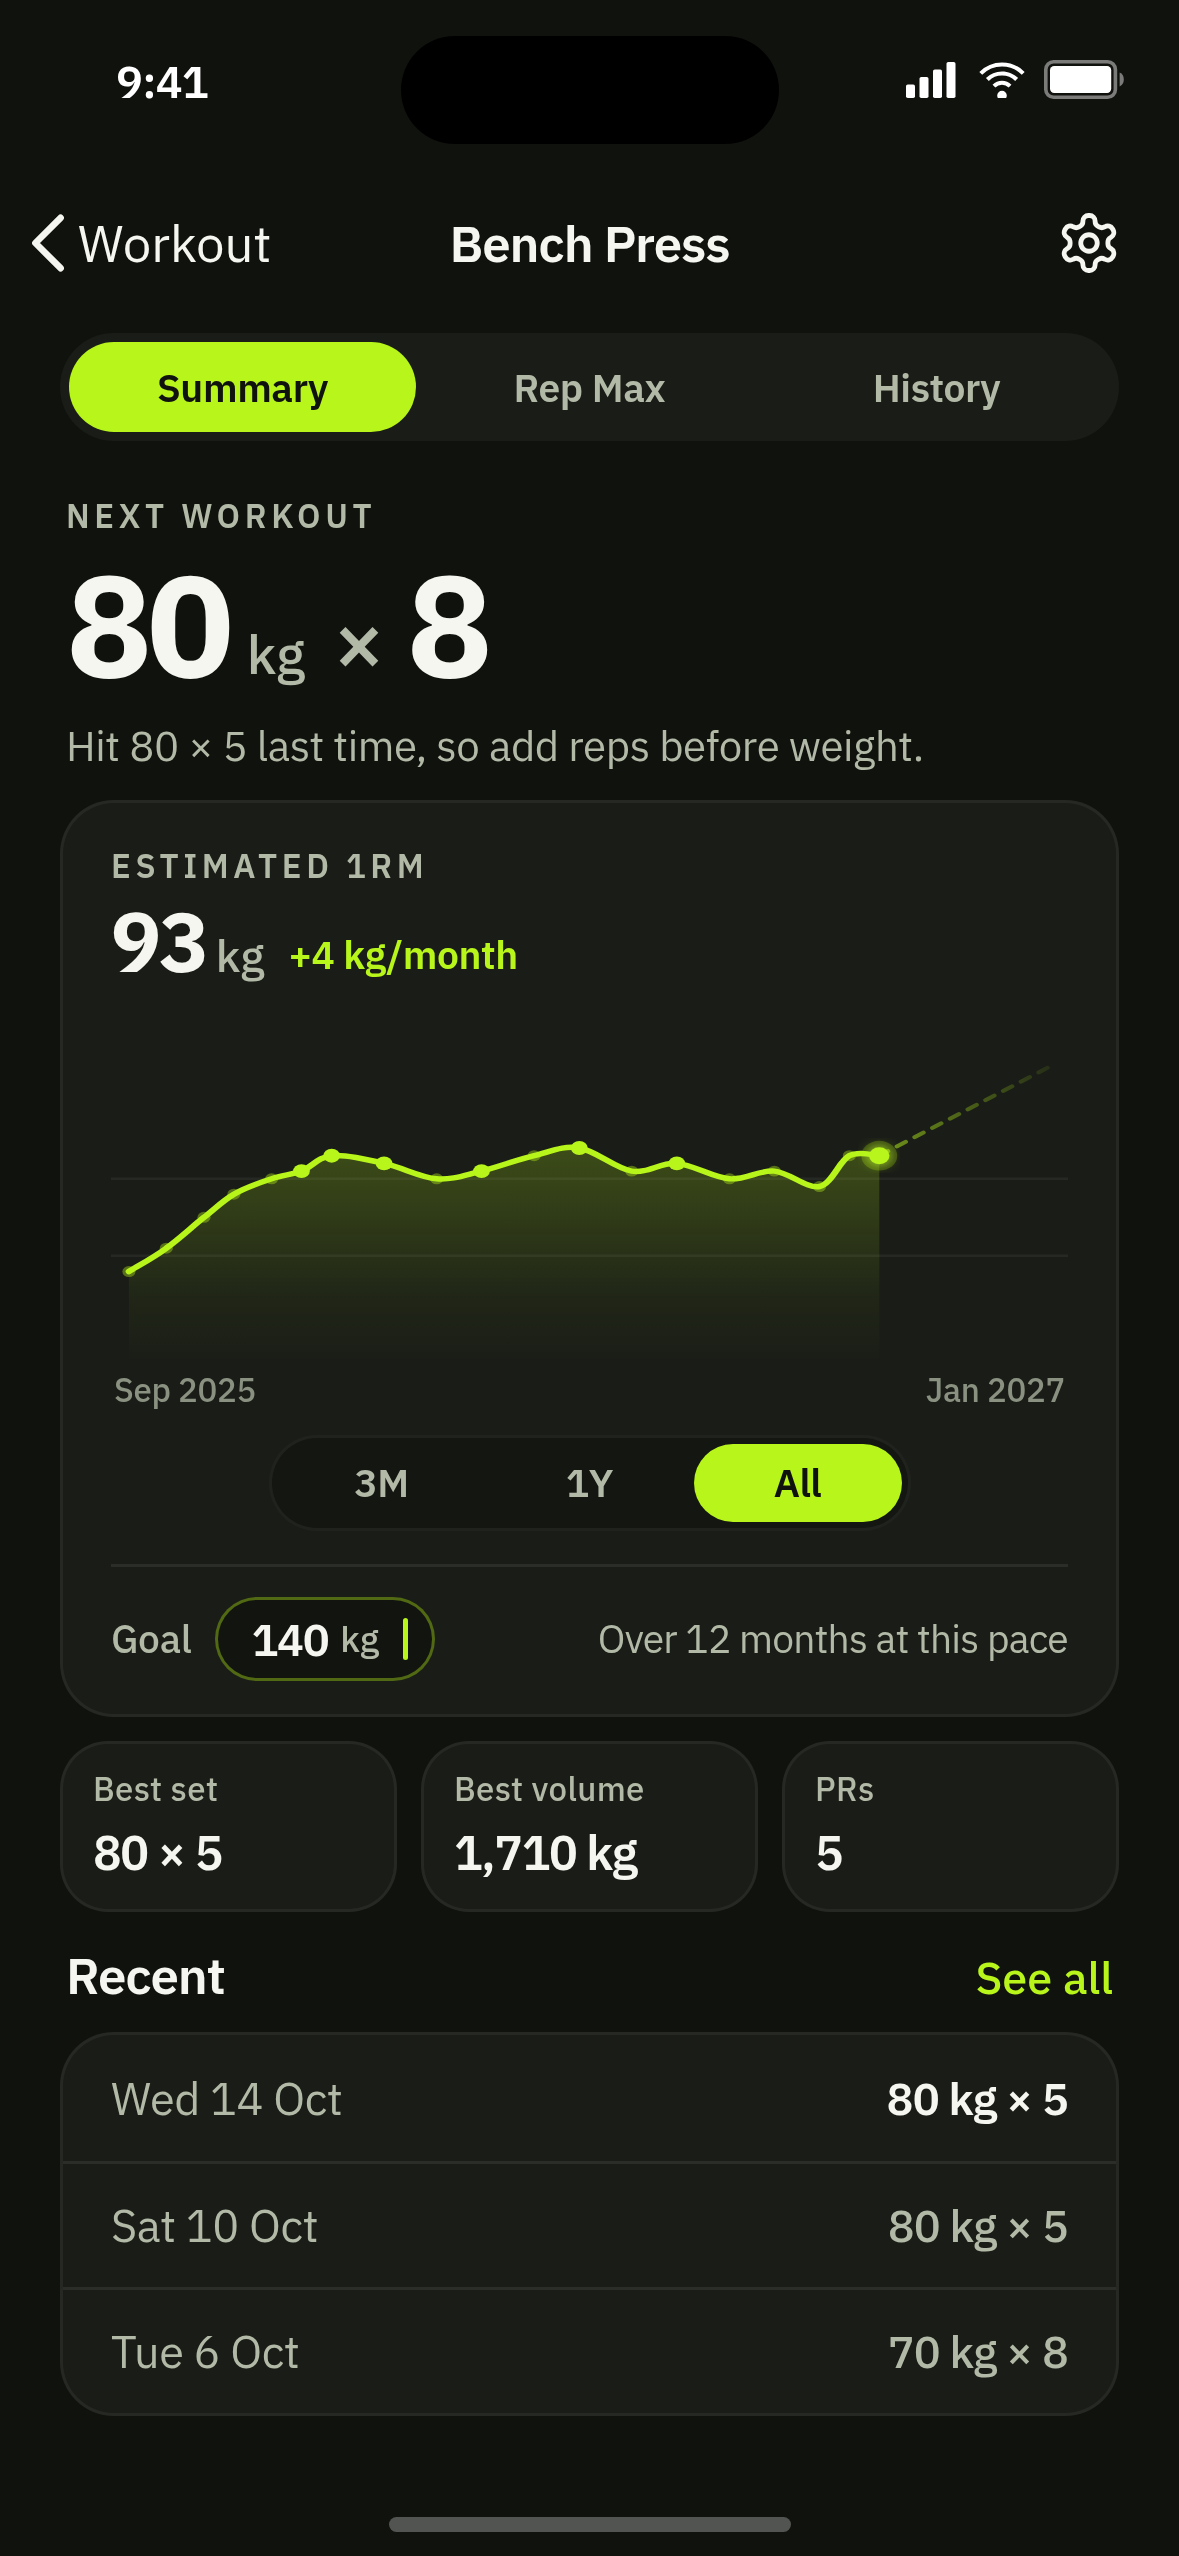 9:41
Workout
Bench Press
Summary
Rep Max
History
NEXT WORKOUT
80 kg × 8
Hit 80 × 5 last time, so add reps before weight.
ESTIMATED 1RM
93 kg +4 kg/month
Sep 2025
Jan 2027
3M
1Y
All
Goal
140 kg
Over 12 months at this pace
Best set
80 × 5
Best volume
1,710 kg
PRs
5
Recent
See all
Wed 14 Oct
80 kg × 5
Sat 10 Oct
80 kg × 5
Tue 6 Oct
70 kg × 8